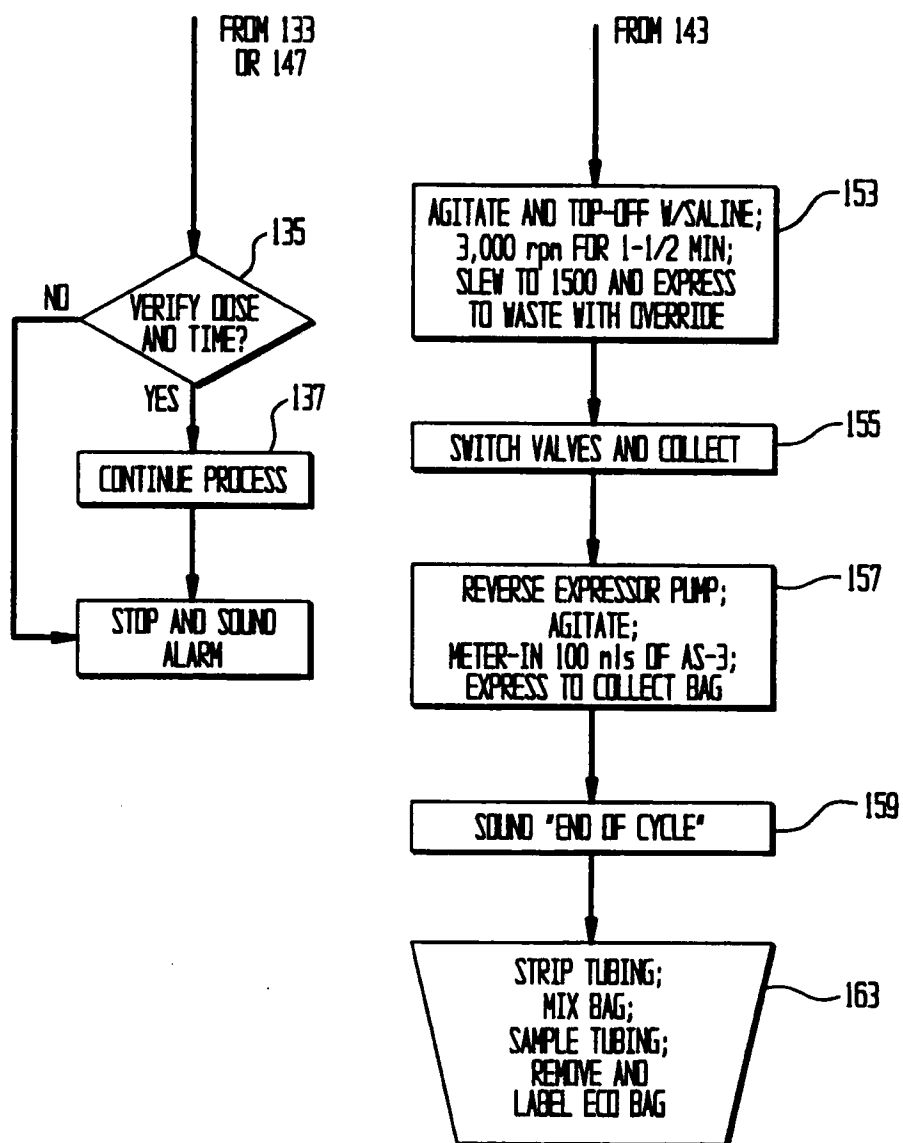 FROM 133
OR 147
135
NO
VERIFY DOSE
AND TIME?
YES
137
CONTINUE PROCESS
STOP AND SOUND
ALARM
FROM 143
153
AGITATE AND TOP-OFF W/SALINE;
3,000 rpm FOR 1-1/2 MIN;
SLEW TO 1500 AND EXPRESS
TO WASTE WITH OVERRIDE
155
SWITCH VALVES AND COLLECT
157
REVERSE EXPRESSOR PUMP;
AGITATE;
METER-IN 100 mls OF AS-3;
EXPRESS TO COLLECT BAG
159
SOUND "END OF CYCLE"
163
STRIP TUBING;
MIX BAG;
SAMPLE TUBING;
REMOVE AND
LABEL ECO BAG